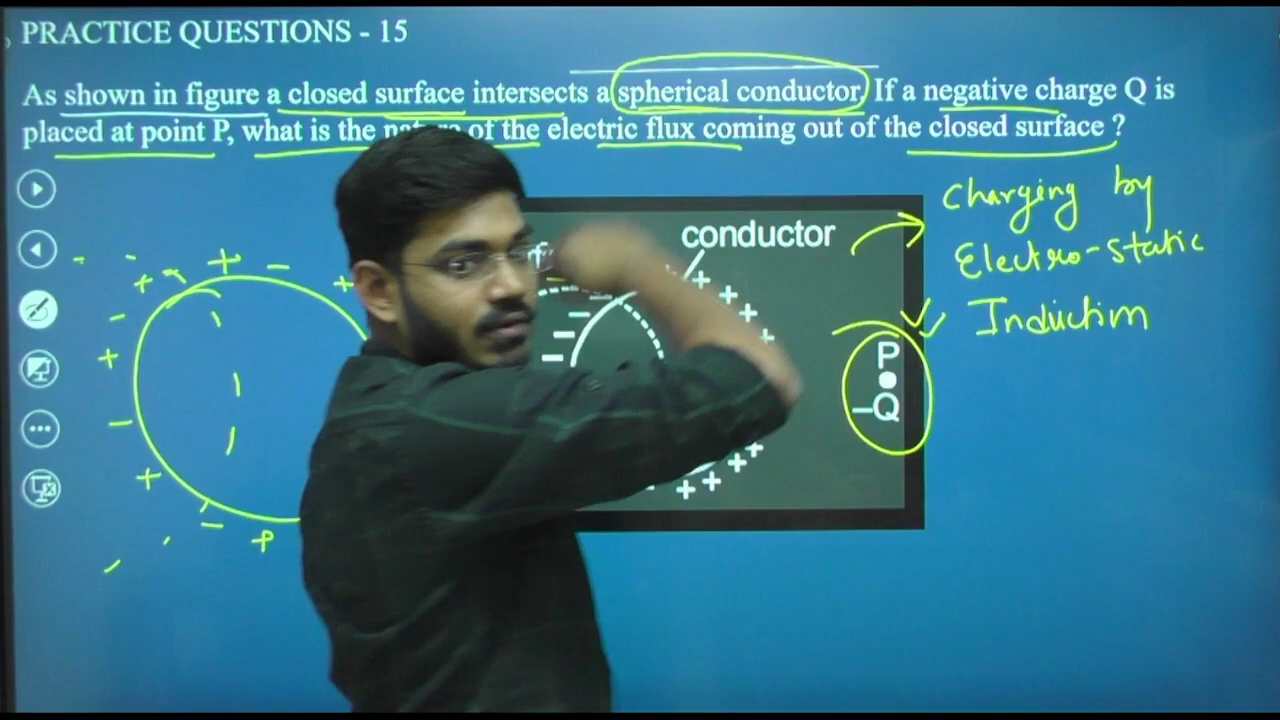 PRACTICE QUESTIONS - 15
As shown in figure a closed surface intersects a spherical conductor. If a negative charge Q is
placed at point P, what is the nature of the electric flux coming out of the closed surface ?
conductor
Charging by
Electro-static
Induction
P
–Q